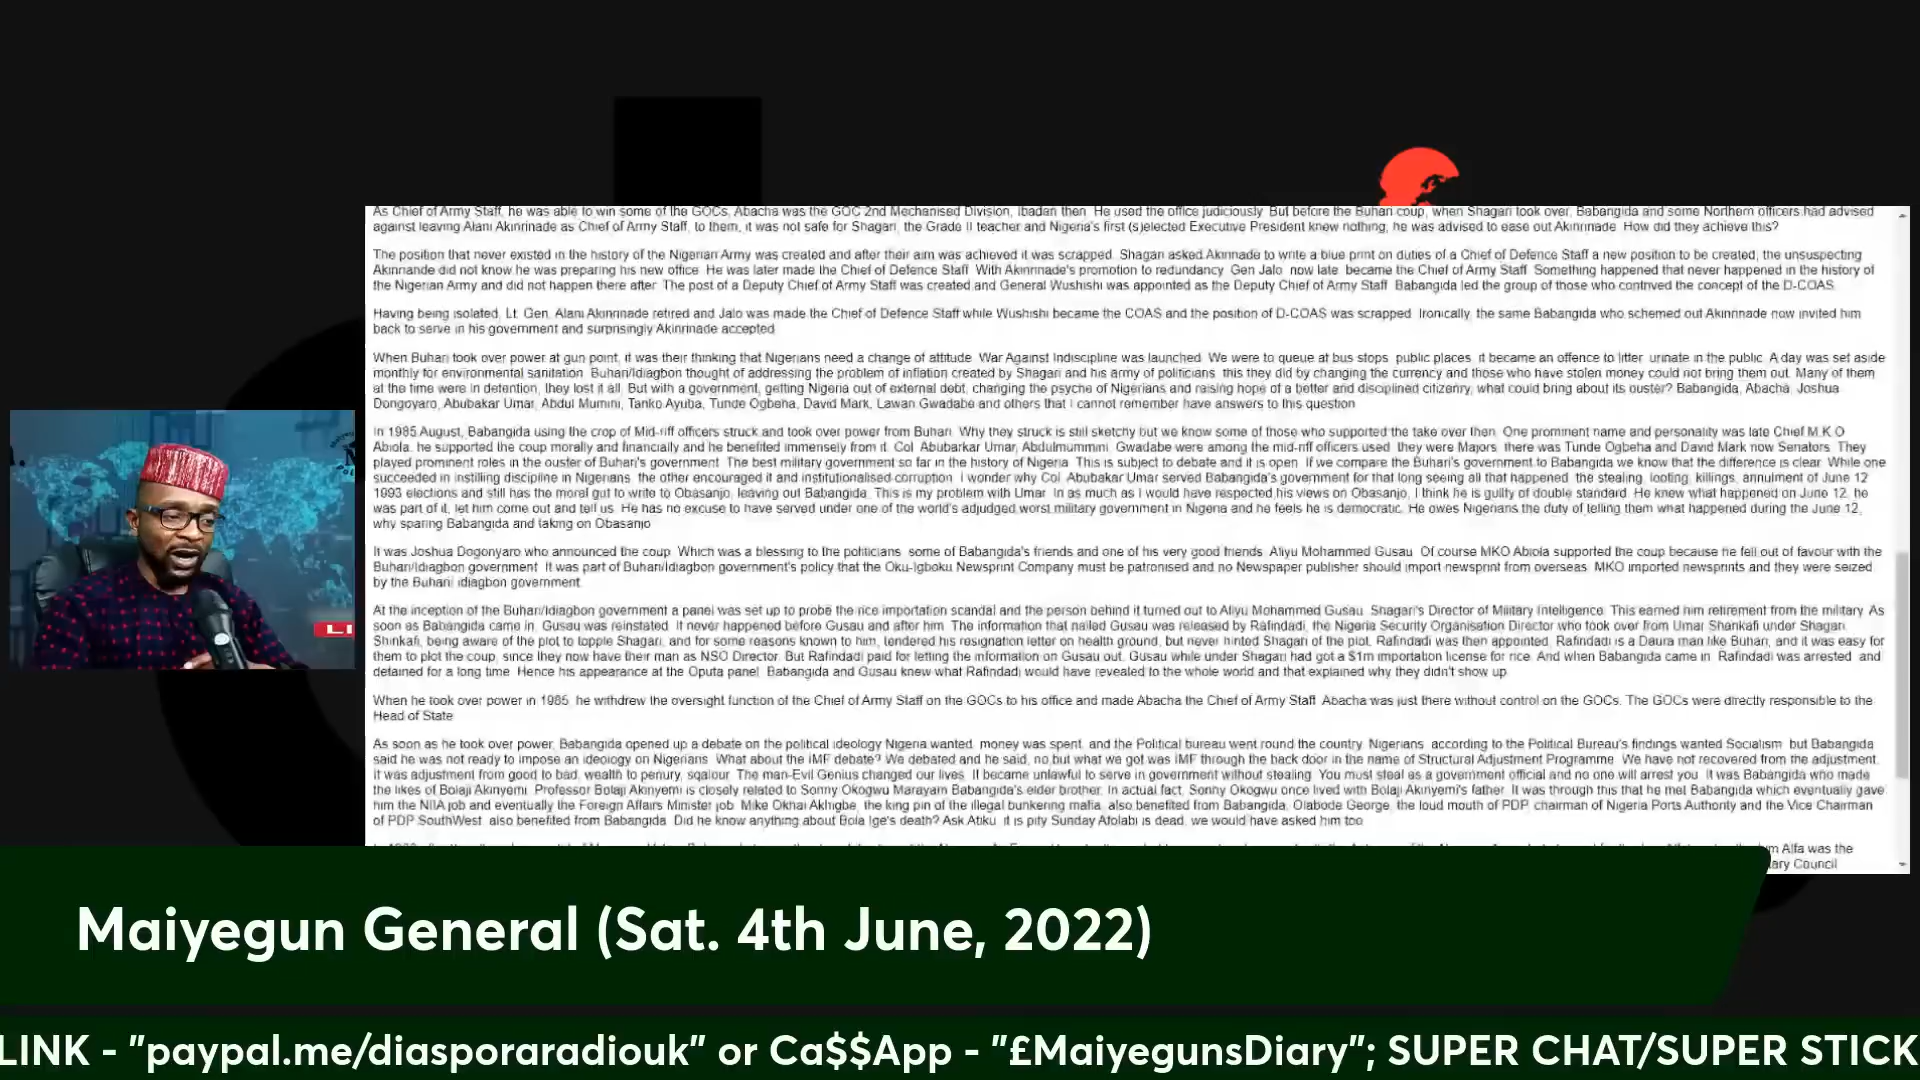 As Chief of Army Staff, he was able to win some of the GOCs, Abacha was the GOC 2nd Mechanised Division, Ibadan then. He used the office judiciously. But before the Buhari coup, when Shagari took over, Babangida and some Northern officers had advised
against leaving Alani Akinrinade as Chief of Army Staff, to them, it was not safe for Shagari, the Grade II teacher and Nigeria's first (s)elected Executive President knew nothing, he was advised to ease out Akinrinade. How did they achieve this?
The position that never existed in the history of the Nigerian Army was created and after their aim was achieved it was scrapped. Shagari asked Akinrinade to write a blue print on duties of a Chief of Defence Staff a new position to be created, the unsuspecting
Akinnande did not know he was preparing his new office. He was later made the Chief of Defence Staff. With Akinrinade's promotion to redundancy. Gen Jalo, now late, became the Chief of Army Staff. Something happened that never happened in the history of
the Nigerian Army and did not happen there after. The post of a Deputy Chief of Army Staff was created and General Wushishi was appointed as the Deputy Chief of Army Staff. Babangida led the group of those who contrived the concept of the D-COAS.
Having being isolated, Lt. Gen. Alani Akinrinade retired and Jalo was made the Chief of Defence Staff while Wushishi became the COAS and the position of D-COAS was scrapped. Ironically, the same Babangida who schemed out Akinrinade now invited him
back to serve in his government and surprisingly Akinrinade accepted.
When Buhari took over power at gun point, it was their thinking that Nigerians need a change of attitude. War Against Indiscipline was launched. We were to queue at bus stops, public places, it became an offence to litter, urinate in the public. A day was set aside
monthly for environmental sanitation. Buhari/Idiagbon thought of addressing the problem of inflation created by Shagari and his army of politicians, this they did by changing the currency and those who have stolen money could not bring them out. Many of them
at the time were in detention, they lost it all. But with a government, getting Nigeria out of external debt, changing the psyche of Nigerians and raising hope of a better and disciplined citizenry, what could bring about its ouster? Babangida, Abacha, Joshua
Dongoyaro, Abubakar Umar, Abdul Mumini, Tanko Ayuba, Tunde Ogbeha, David Mark, Lawan Gwadabe and others that I cannot remember have answers to this question.
In 1985 August, Babangida using the crop of Mid-riff officers struck and took over power from Buhari. Why they struck is still sketchy but we know some of those who supported the take over then. One prominent name and personality was late Chief M.K.O
Abiola, he supported the coup morally and financially and he benefited immensely from it. Col. Abubarkar Umar, Abdulmummini, Gwadabe were among the mid-riff officers used, they were Majors, there was Tunde Ogbeha and David Mark now Senators. They
played prominent roles in the ouster of Buhari's government. The best military government so far in the history of Nigeria. This is subject to debate and it is open. If we compare the Buhari's government to Babangida we know that the difference is clear. While one
succeeded in instilling discipline in Nigerians, the other encouraged it and institutionalised corruption. I wonder why Col. Abubakar Umar served Babangida's government for that long seeing all that happened, the stealing, looting, killings, annulment of June 12
1993 elections and still has the moral gut to write to Obasanjo, leaving out Babangida. This is my problem with Umar. In as much as I would have respected his views on Obasanjo, I think he is guilty of double standard. He knew what happened on June 12, he
was part of it, let him come out and tell us. He has no excuse to have served under one of the world's adjudged worst military government in Nigeria and he feels he is democratic. He owes Nigerians the duty of telling them what happened during the June 12,
why sparing Babangida and taking on Obasanjo.
It was Joshua Dogonyaro who announced the coup. Which was a blessing to the politicians, some of Babangida's friends and one of his very good friends, Aliyu Mohammed Gusau. Of course MKO Abiola supported the coup because he fell out of favour with the
Buhari/Idiagbon government. It was part of Buhari/Idiagbon government's policy that the Oku-Igboku Newsprint Company must be patronised and no Newspaper publisher should import newsprint from overseas. MKO imported newsprints and they were seized
by the Buhari/ idiagbon government.
At the inception of the Buhari/Idiagbon government a panel was set up to probe the rice importation scandal and the person behind it turned out to Aliyu Mohammed Gusau, Shagari's Director of Military Intelligence. This earned him retirement from the military. As
soon as Babangida came in, Gusau was reinstated. It never happened before Gusau and after him. The information that nailed Gusau was released by Rafindadi, the Nigeria Security Organisation Director who took over from Umar Shankafi under Shagari.
Shinkafi, being aware of the plot to topple Shagari, and for some reasons known to him, tendered his resignation letter on health ground, but never hinted Shagari of the plot. Rafindadi was then appointed. Rafindadi is a Daura man like Buhari, and it was easy for
them to plot the coup, since they now have their man as NSO Director. But Rafindadi paid for letting the information on Gusau out. Gusau while under Shagari had got a $1m importation license for rice. And when Babangida came in, Rafindadi was arrested, and
detained for a long time. Hence his appearance at the Oputa panel. Babangida and Gusau knew what Rafindadi would have revealed to the whole world and that explained why they didn't show up.
When he took over power in 1985, he withdrew the oversight function of the Chief of Army Staff on the GOCs to his office and made Abacha the Chief of Army Staff. Abacha was just there without control on the GOCs. The GOCs were directly responsible to the
Head of State.
As soon as he took over power, Babangida opened up a debate on the political ideology Nigeria wanted, money was spent, and the Political bureau went round the country. Nigerians, according to the Political Bureau's findings wanted Socialism, but Babangida
said he was not ready to impose an ideology on Nigerians. What about the IMF debate? We debated and he said, no but what we got was IMF through the back door in the name of Structural Adjustment Programme. We have not recovered from the adjustment.
It was adjustment from good to bad, wealth to penury, sqalour. The man-Evil Genius changed our lives. It became unlawful to serve in government without stealing. You must steal as a government official and no one will arrest you. It was Babangida who made
the likes of Bolaji Akinyemi. Professor Bolaji Akinyemi is closely related to Sonny Okogwu Marayam Babangida's elder brother. In actual fact, Sonny Okogwu once lived with Bolaji Akinyemi's father. It was through this that he met Babangida which eventually gave
him the NIIA job and eventually the Foreign Affairs Minister job. Mike Okhai Akhigbe, the king pin of the illegal bunkering mafia, also benefited from Babangida. Olabode George, the loud mouth of PDP, chairman of Nigeria Ports Authority and the Vice Chairman
of PDP SouthWest, also benefited from Babangida. Did he know anything about Bola Ige's death? Ask Atiku, it is pity Sunday Afolabi is dead, we would have asked him too.
Alfa was the
Council
LI
Maiyegun General (Sat. 4th June, 2022)
LINK - "paypal.me/diasporaradiouk" or Ca$$App - "£MaiyegunsDiary"; SUPER CHAT/SUPER STICK